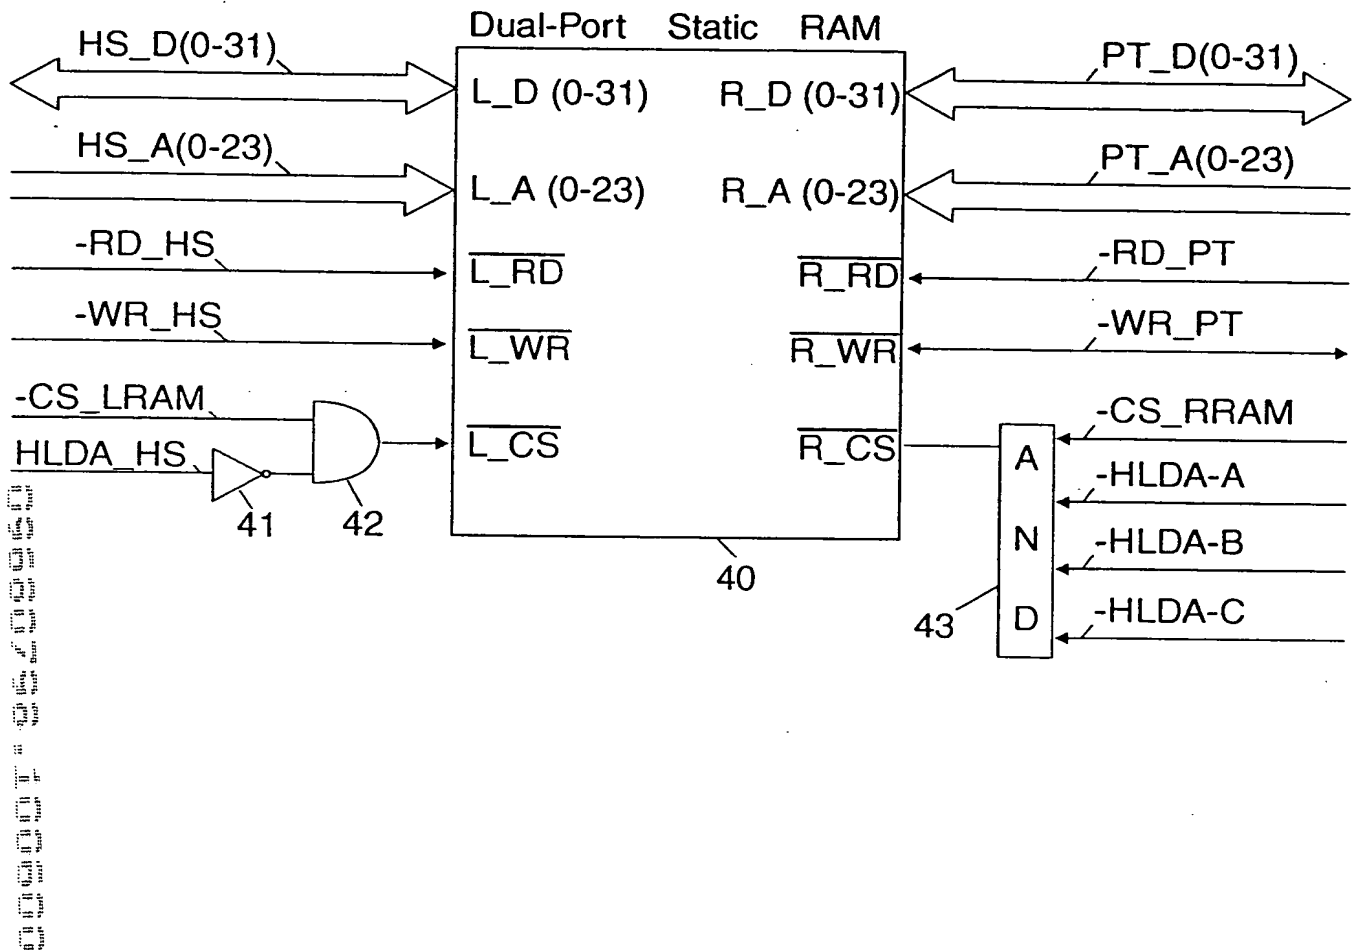 Dual-Port Static RAM
HS_D(0-31)
L_D (0-31)
R_D (0-31)
PT_D(0-31)
HS_A(0-23)
L_A (0-23)
R_A (0-23)
PT_A(0-23)
-RD_HS
L_RD
R_RD
-RD_PT
-WR_HS
L_WR
R_WR
-WR_PT
-CS_LRAM
HLDA_HS
L_CS
R_CS
-CS_RRAM
-HLDA-A
-HLDA-B
-HLDA-C
A
N
D
41
42
40
43
09680796.100600